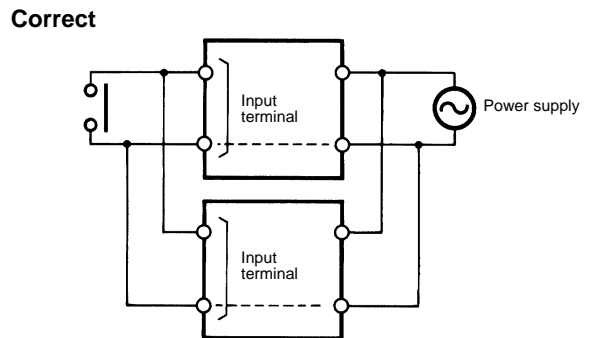 Correct
Input
terminal
Power supply
Input
terminal